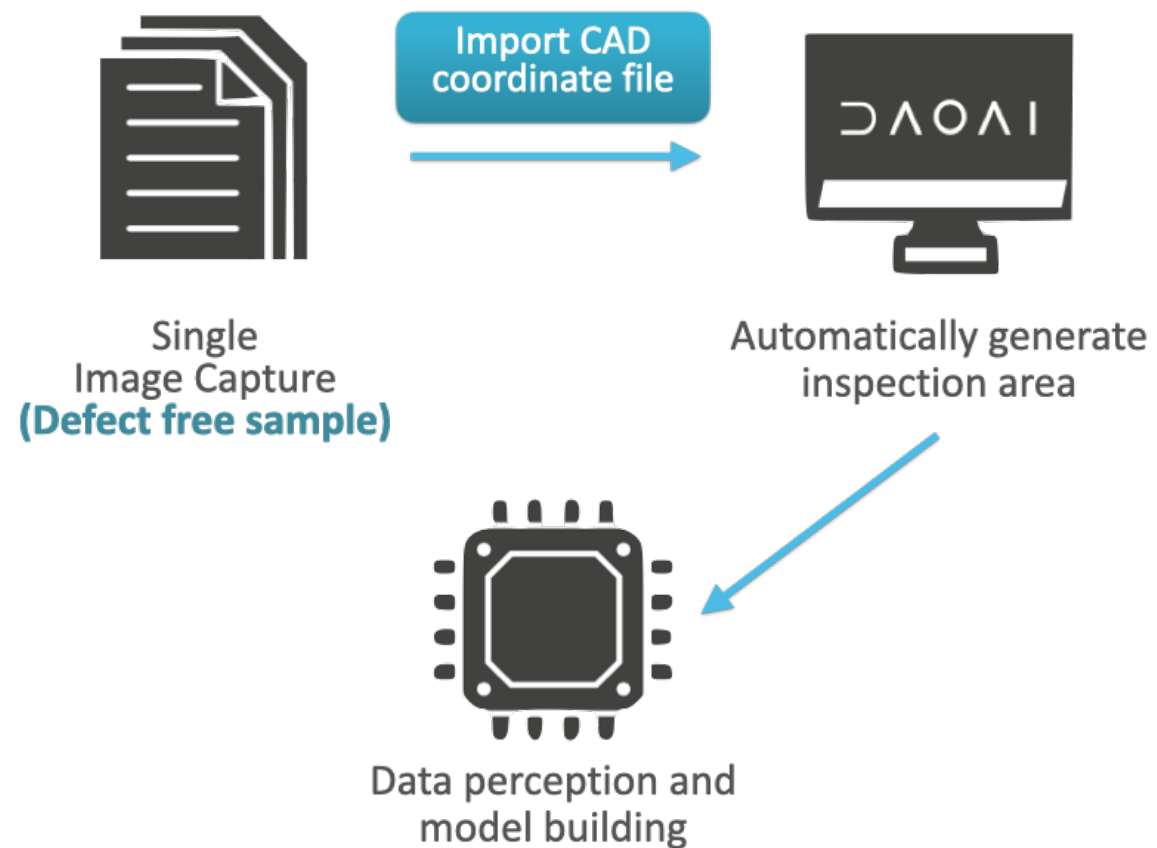 Import CAD
coordinate file
DAOAI
Single
Image Capture
(Defect free sample)
Automatically generate
inspection area
Data perception and
model building